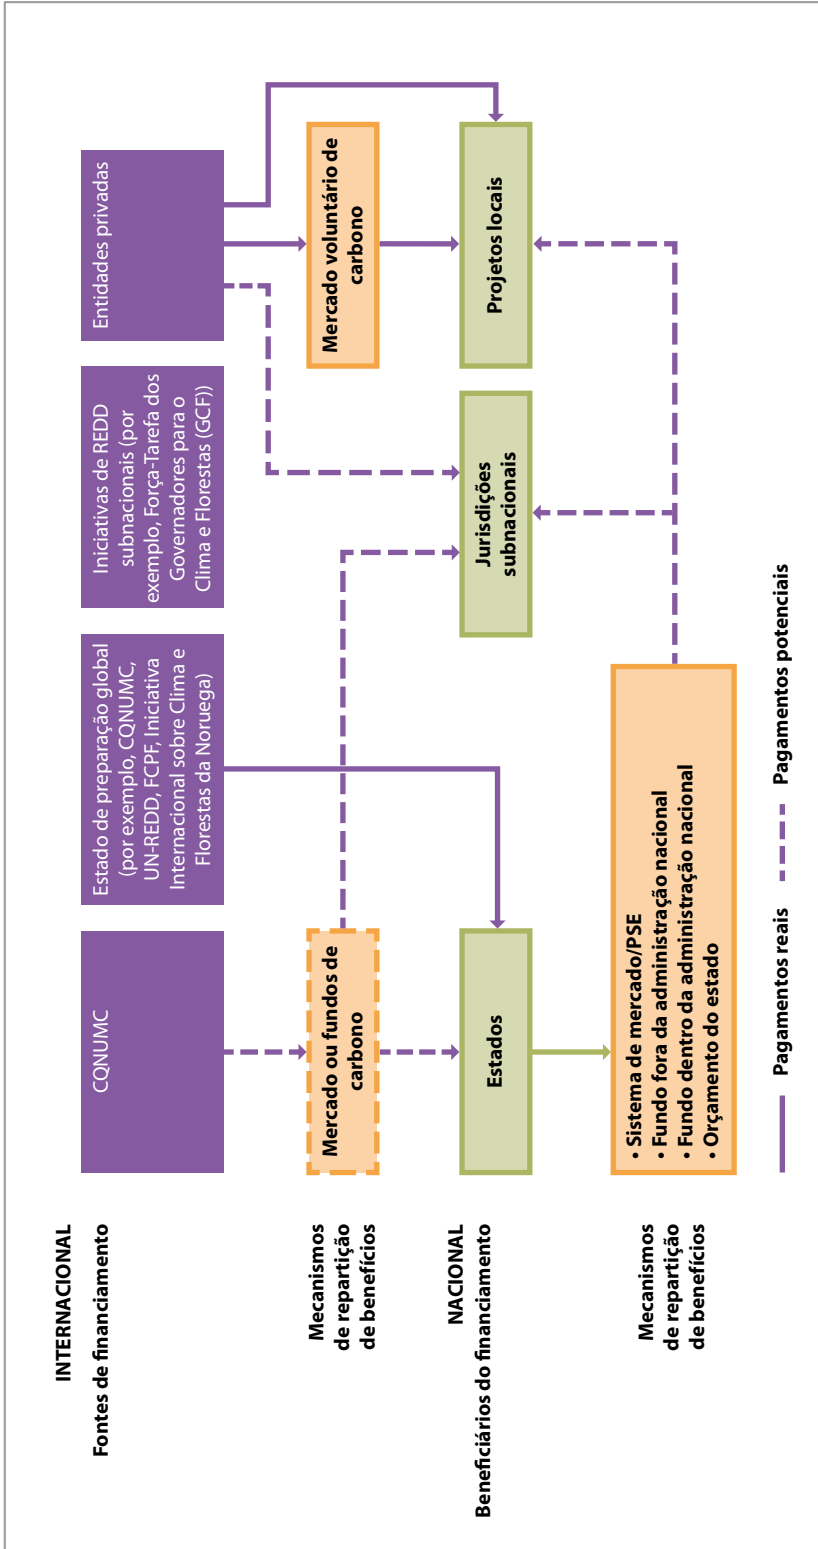 INTERNACIONAL
Fontes de financiamento
CQNUMC
Estado de preparação global
(por exemplo, CQNUMC,
UN-REDD, FCPF, Iniciativa
Internacional sobre Clima e
Florestas da Noruega)
Iniciativas de REDD
subnacionais (por
exemplo, Força-Tarefa dos
Governadores para o
Clima e Florestas (GCF))
Entidades privadas
Mecanismos
de repartição
de benefícios
Mercado ou fundos de
carbono
Mercado voluntário de
carbono
NACIONAL
Beneficiários do financiamento
Estados
Jurisdições
subnacionais
Projetos locais
Mecanismos
de repartição
de benefícios
• Sistema de mercado/PSE
• Fundo fora da administração nacional
• Fundo dentro da administração nacional
• Orçamento do estado
Pagamentos reais
Pagamentos potenciais